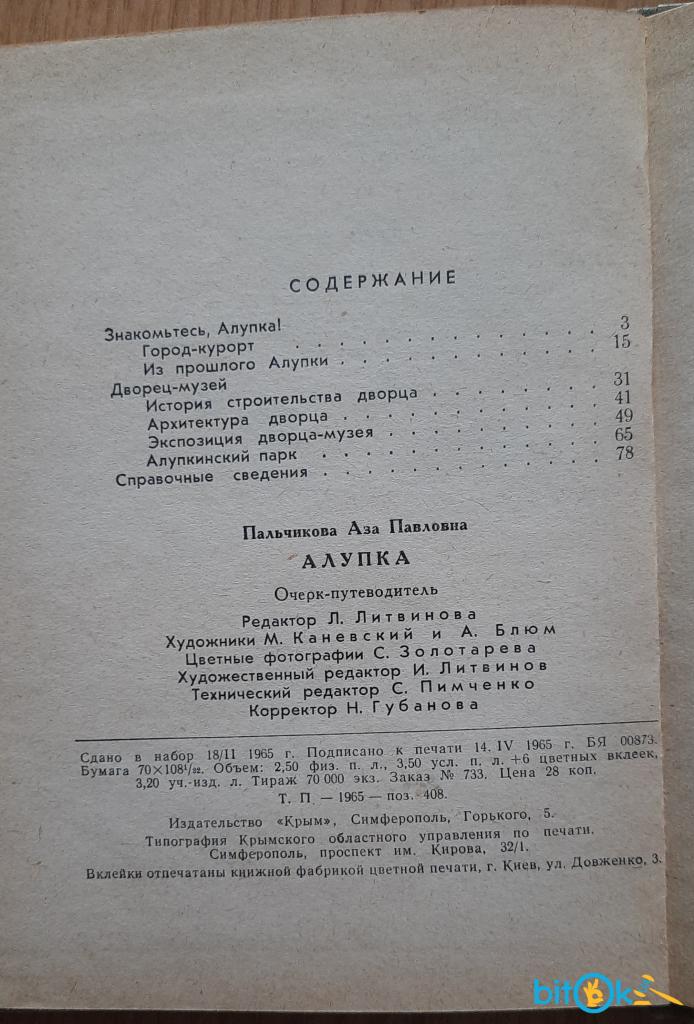 СОДЕРЖАНИЕ
Знакомьтесь, Алупка!
Город-курорт . . . . . . . . . . . . . 3
Из прошлого Алупки . . . . . . . . . . . 15
Дворец-музей
История строительства дворца . . . . . . . . 31
Архитектура дворца . . . . . . . . . . . 41
Экспозиция дворца-музея . . . . . . . . . . 49
Алупкинский парк . . . . . . . . . . . . 65
Справочные сведения . . . . . . . . . . . . 78
Пальчикова Аза Павловна
АЛУПКА
Очерк-путеводитель
Редактор Л. Литвинова
Художники М. Каневский и А. Блюм
Цветные фотографии С. Золотарева
Художественный редактор И. Литвинов
Технический редактор С. Пимченко
Корректор Н. Губанова
Сдано в набор 18/II 1965 г. Подписано к печати 14. IV 1965 г. БЯ 00873.
Бумага 70×108¹/₃₂. Объем: 2,50 физ. п. л., 3,50 усл. п. л. +6 цветных вклеек,
3,20 уч.-изд. л. Тираж 70 000 экз. Заказ № 733. Цена 28 коп.
Т. П — 1965 — поз. 408.
Издательство «Крым», Симферополь, Горького, 5.
Типография Крымского областного управления по печати.
Симферополь, проспект им. Кирова, 32/1.
Вклейки отпечатаны книжной фабрикой цветной печати, г. Киев, ул. Довженко, 3.
bitOk